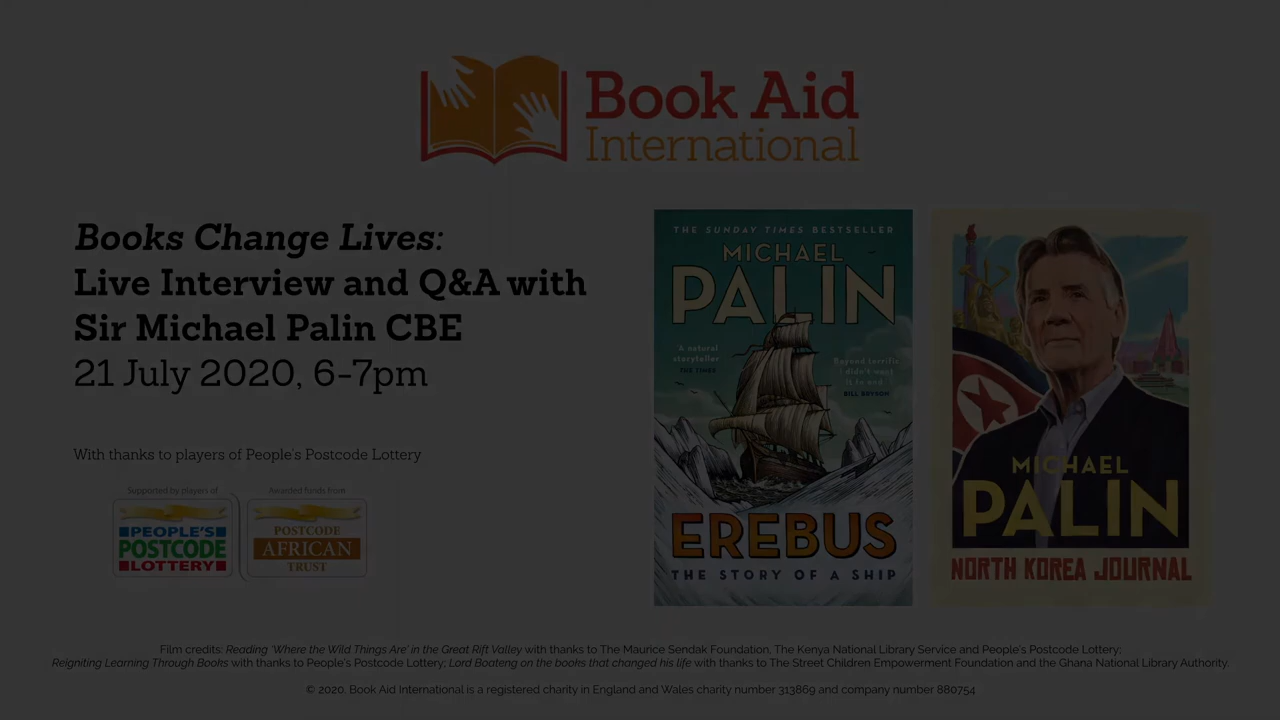 Book Aid
International
Books Change Lives:
Live Interview and Q&A with
Sir Michael Palin CBE
21 July 2020, 6-7pm
With thanks to players of People's Postcode Lottery
Supported by players of
PEOPLE'S
POSTCODE
LOTTERY
Awarded funds from
POSTCODE
AFRICAN
TRUST
THE SUNDAY TIMES BESTSELLER
MICHAEL
PALIN
'A natural
storyteller
THE TIMES
'Beyond terrific.
I didn't want
it to end'
BILL BRYSON
EREBUS
THE STORY OF A SHIP
MICHAEL
PALIN
NORTH KOREA JOURNAL
Film credits: Reading 'Where the Wild Things Are' in the Great Rift Valley with thanks to The Maurice Sendak Foundation, The Kenya National Library Service and People's Postcode Lottery;
Reigniting Learning Through Books with thanks to People's Postcode Lottery; Lord Boateng on the books that changed his life with thanks to The Street Children Empowerment Foundation and the Ghana National Library Authority.
© 2020. Book Aid International is a registered charity in England and Wales charity number 313869 and company number 880754